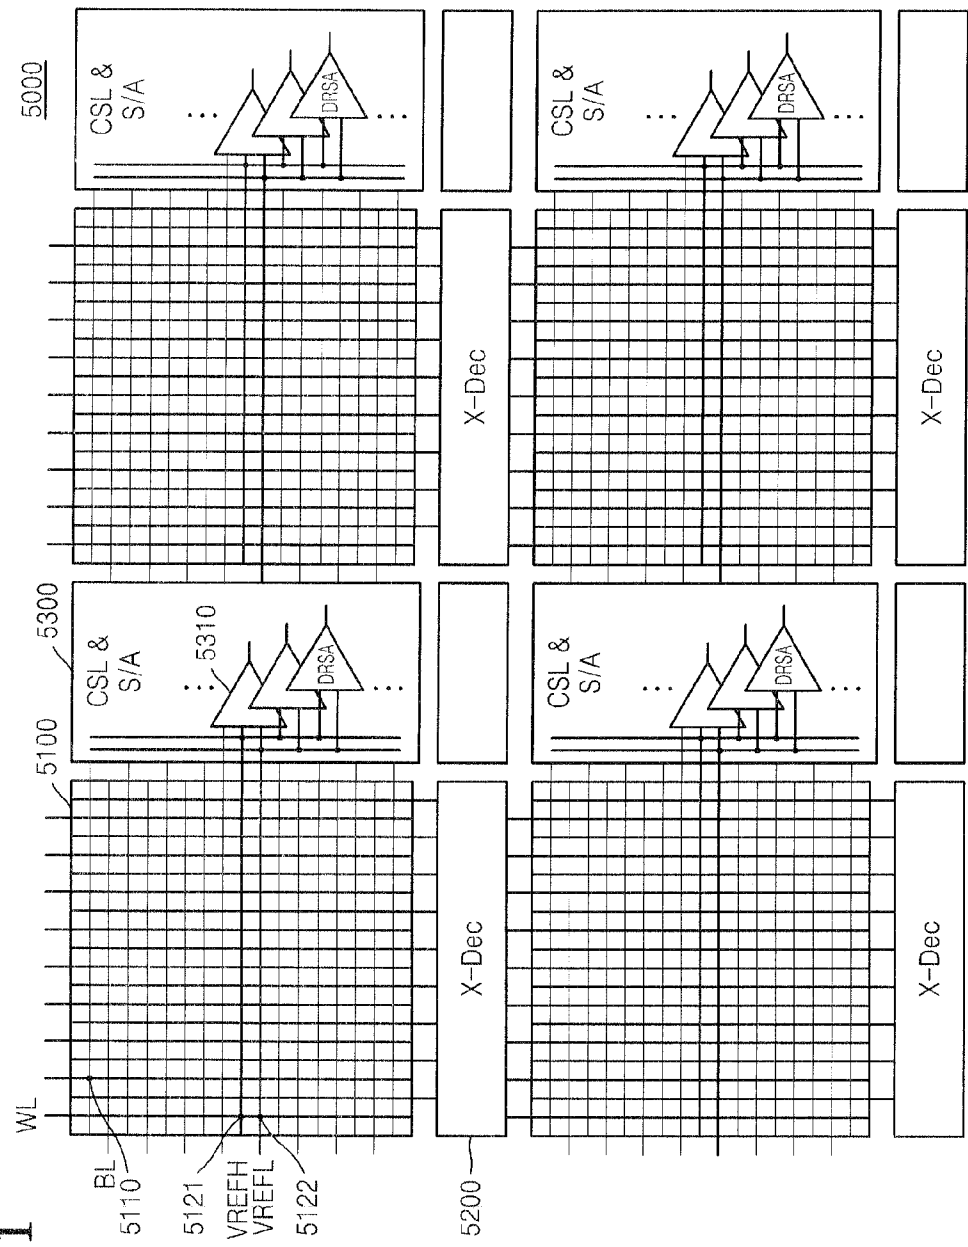 5000
CSL &
S/A
DRSA
CSL &
S/A
DRSA
X-Dec
X-Dec
5300
5310
5100
CSL &
S/A
DRSA
CSL &
S/A
DRSA
WL
BL
5110
5121
VREFH
VREFL
5122
X-Dec
5200
X-Dec